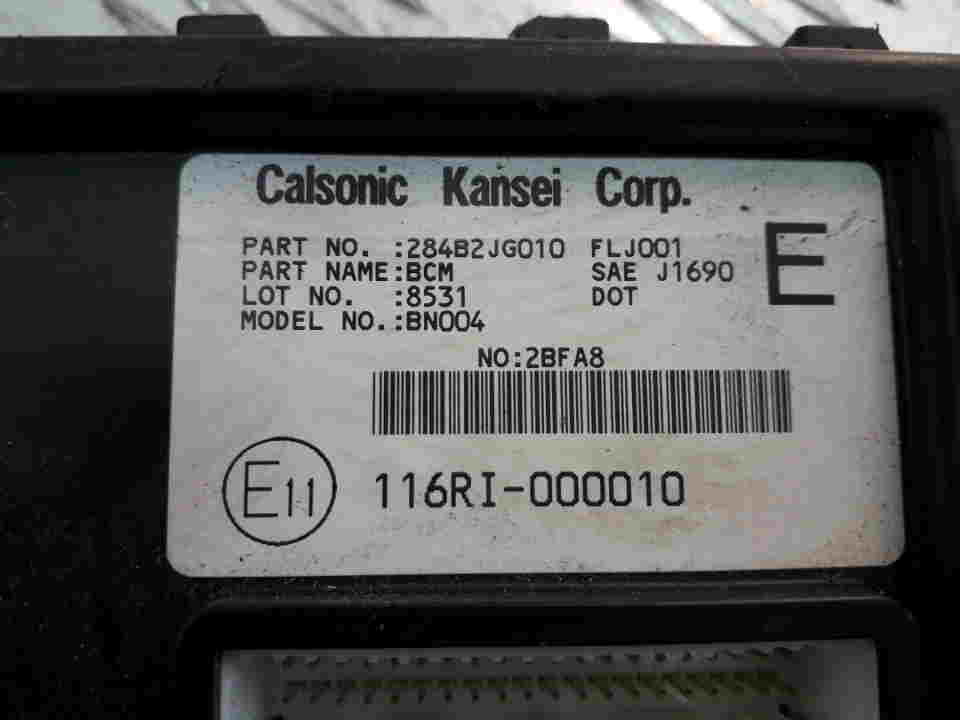 Calsonic Kansei Corp.
PART NO. :284B2JG010 FLJ001
PART NAME:BCM SAE J1690
LOT NO. :8531 DOT
MODEL NO.:BN004
E
NO:2BFA8
E11 116RI-000010